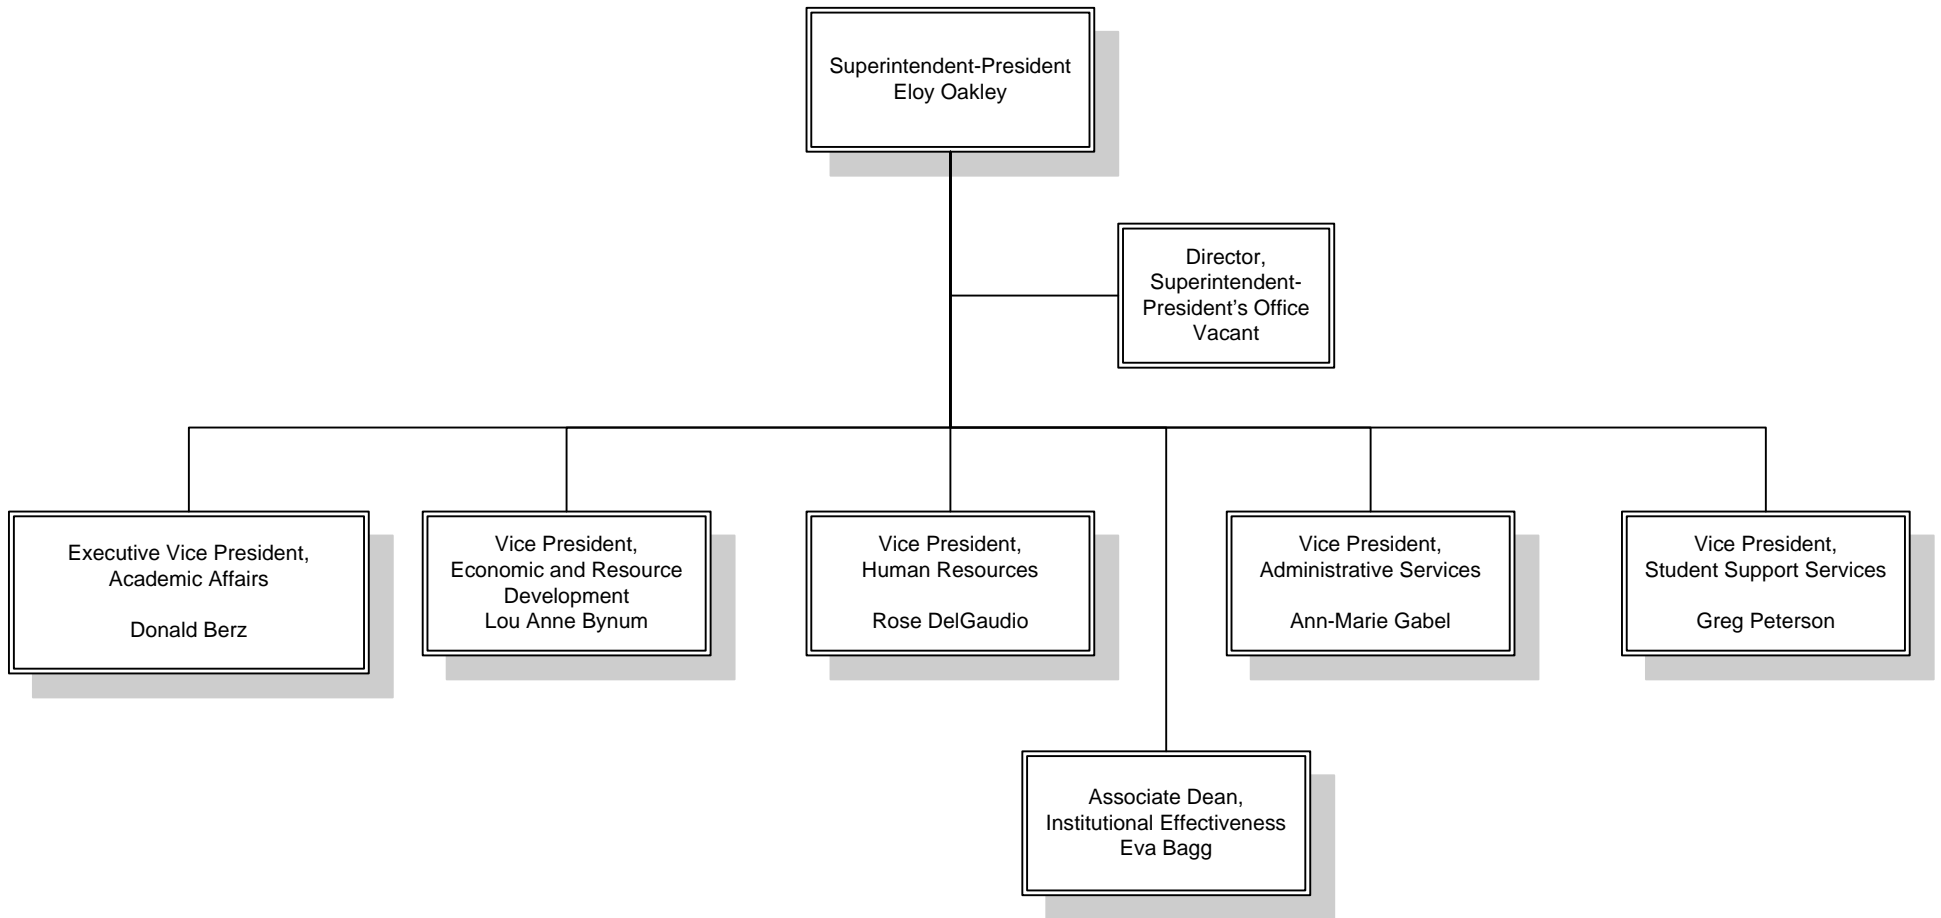 Superintendent-President
Eloy Oakley
Director,
Superintendent-
President’s Office
Vacant
Executive Vice President,
Academic Affairs
Donald Berz
Vice President,
Economic and Resource
Development
Lou Anne Bynum
Vice President,
Human Resources
Rose DelGaudio
Vice President,
Administrative Services
Ann-Marie Gabel
Vice President,
Student Support Services
Greg Peterson
Associate Dean,
Institutional Effectiveness
Eva Bagg